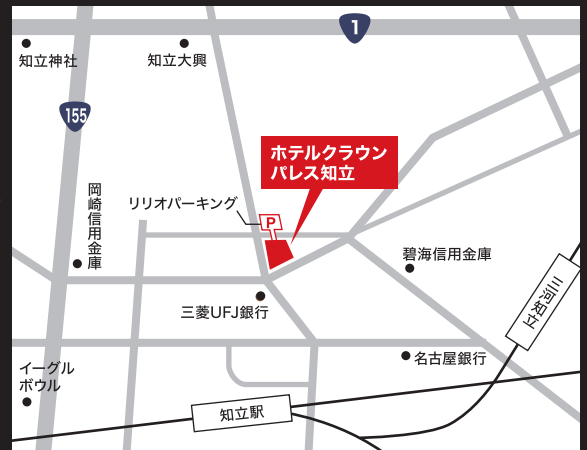 1
知立神社
知立大興
155
ホテルクラウン
パレス知立
岡崎信用金庫
リリオパーキング
P
碧海信用金庫
三河知立
三菱UFJ銀行
名古屋銀行
イーグル
ボウル
知立駅